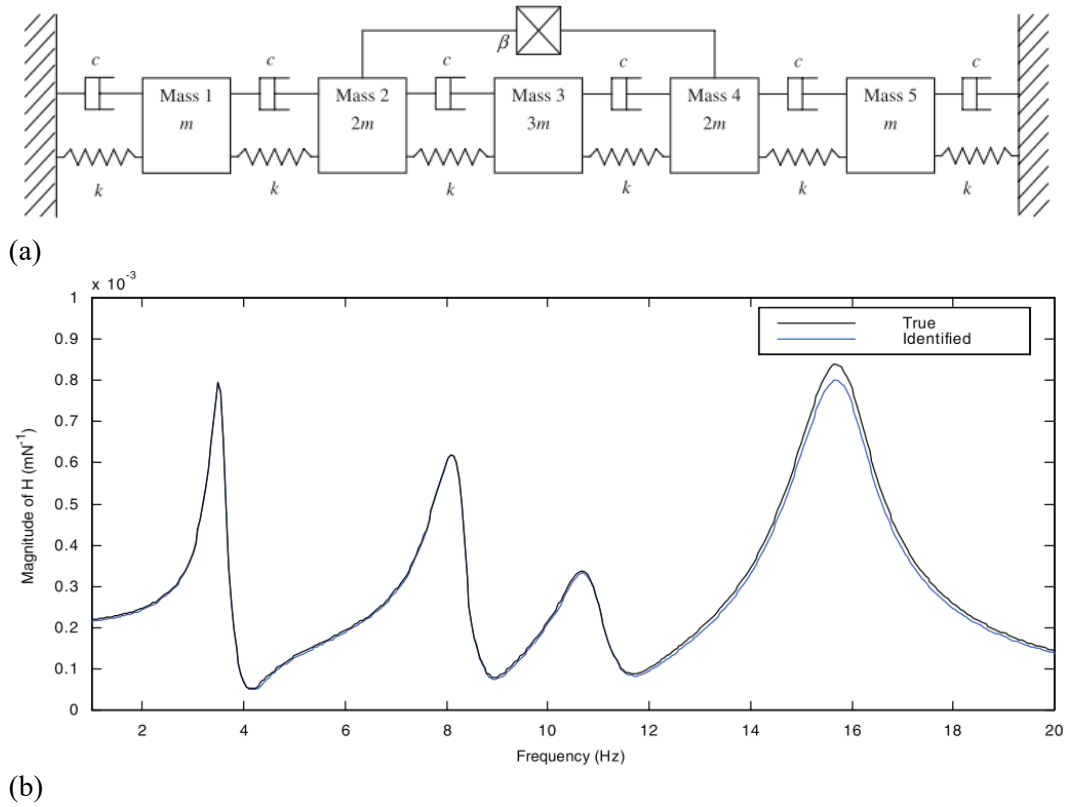 β
c c c c c c
Mass 1 Mass 2 Mass 3 Mass 4 Mass 5
m 2m 3m 2m m
k k k k k k
(a)
x 10⁻³
1
0.9
0.8
0.7
0.6
0.5
0.4
0.3
0.2
0.1
0
Magnitude of H (mN⁻¹)
True
Identified
2 4 6 8 10 12 14 16 18 20
Frequency (Hz)
(b)